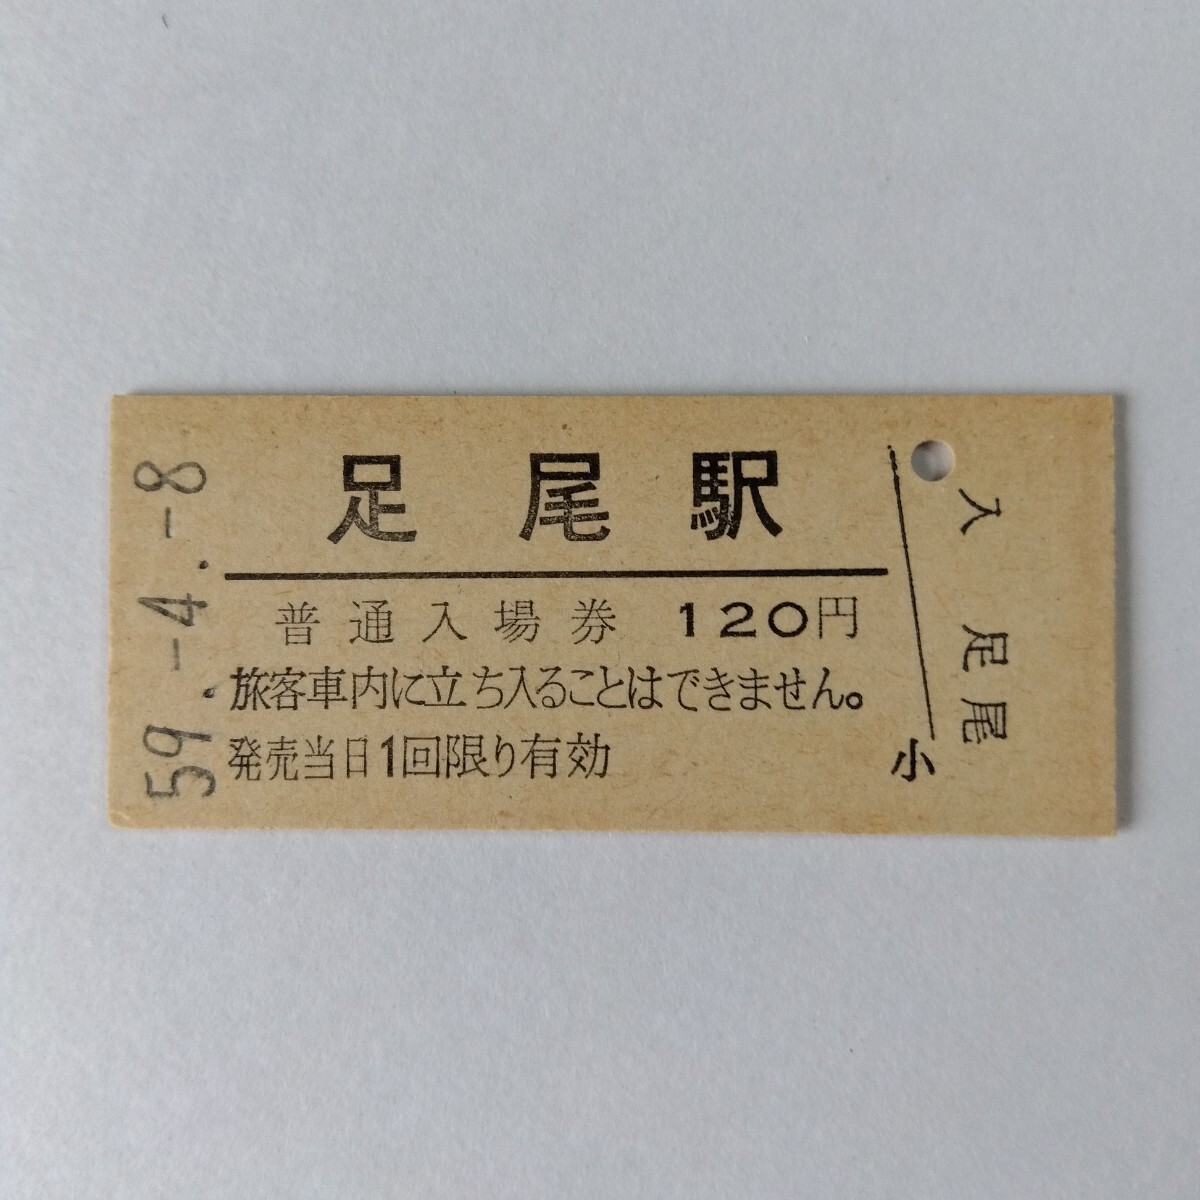 足尾駅
普通入場券 120円
旅客車内に立ち入ることはできません。
発売当日1回限り有効
59.-4.-8
小
入 足尾